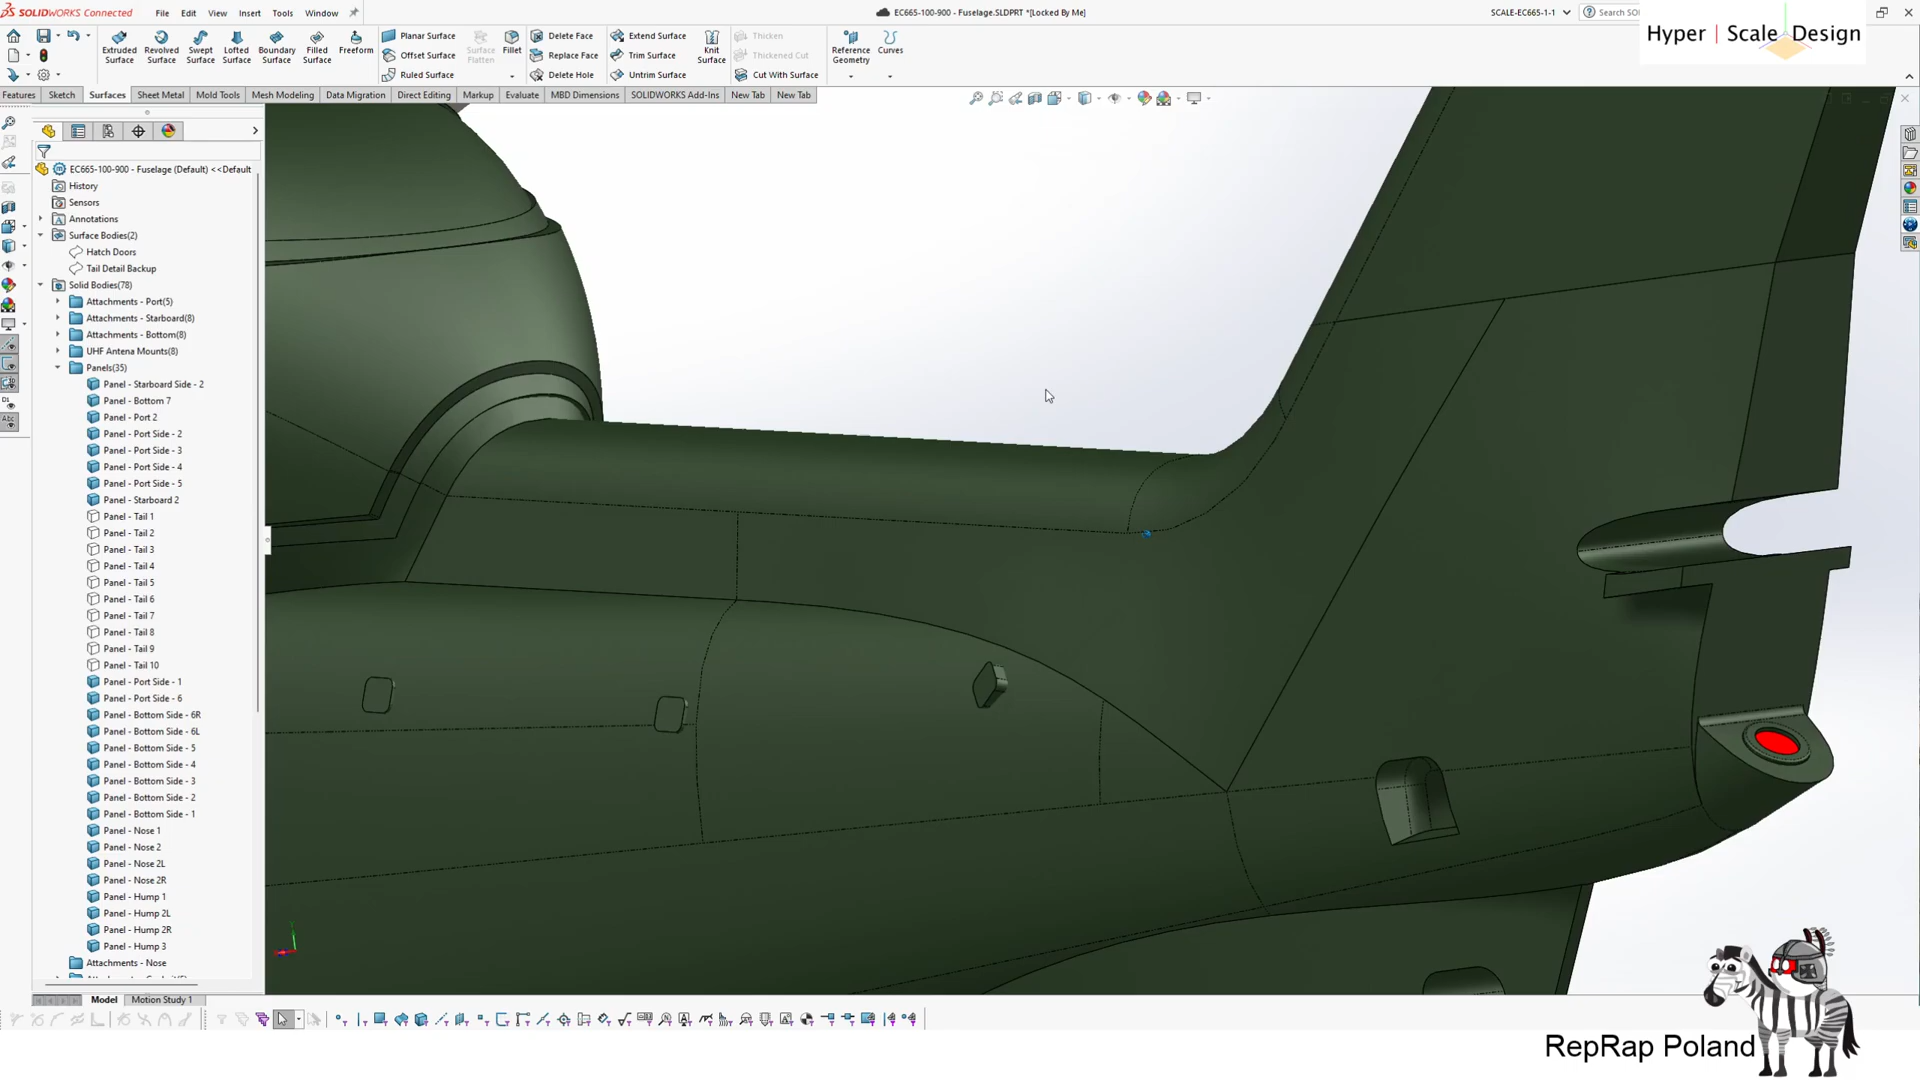 SOLIDWORKS Connected File Edit View Insert Tools Window EC665-100-900 - Fuselage.SLDPRT *[Locked By Me] SCALE-EC665-1-1 Search SO
Hyper | Scale Design
Extruded Surface Revolved Surface Swept Surface Lofted Surface Boundary Surface Filled Surface Freeform
Planar Surface
Offset Surface
Ruled Surface
Surface Flatten Fillet
Delete Face
Replace Face
Delete Hole
Extend Surface
Trim Surface
Untrim Surface
Knit Surface
Thicken
Thickened Cut
Cut With Surface
Reference Geometry Curves
Features Sketch Surfaces Sheet Metal Mold Tools Mesh Modeling Data Migration Direct Editing Markup Evaluate MBD Dimensions SOLIDWORKS Add-Ins New Tab New Tab
EC665-100-900 - Fuselage (Default) <<Default
History
Sensors
Annotations
Surface Bodies(2)
Hatch Doors
Tail Detail Backup
Solid Bodies(78)
Attachments - Port(5)
Attachments - Starboard(8)
Attachments - Bottom(8)
UHF Antena Mounts(8)
Panels(35)
Panel - Starboard Side - 2
Panel - Bottom 7
Panel - Port 2
Panel - Port Side - 2
Panel - Port Side - 3
Panel - Port Side - 4
Panel - Port Side - 5
Panel - Starboard 2
Panel - Tail 1
Panel - Tail 2
Panel - Tail 3
Panel - Tail 4
Panel - Tail 5
Panel - Tail 6
Panel - Tail 7
Panel - Tail 8
Panel - Tail 9
Panel - Tail 10
Panel - Port Side - 1
Panel - Port Side - 6
Panel - Bottom Side - 6R
Panel - Bottom Side - 6L
Panel - Bottom Side - 5
Panel - Bottom Side - 4
Panel - Bottom Side - 3
Panel - Bottom Side - 2
Panel - Bottom Side - 1
Panel - Nose 1
Panel - Nose 2
Panel - Nose 2L
Panel - Nose 2R
Panel - Hump 1
Panel - Hump 2L
Panel - Hump 2R
Panel - Hump 3
Attachments - Nose
Model Motion Study 1
RepRap Poland